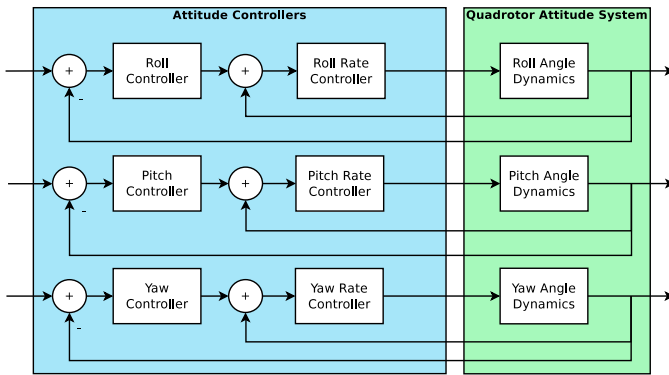 Attitude Controllers
Quadrotor Attitude System
+
Roll
Controller
+
Roll Rate
Controller
Roll Angle
Dynamics
-
+
Pitch
Controller
+
Pitch Rate
Controller
Pitch Angle
Dynamics
-
+
Yaw
Controller
+
Yaw Rate
Controller
Yaw Angle
Dynamics
-